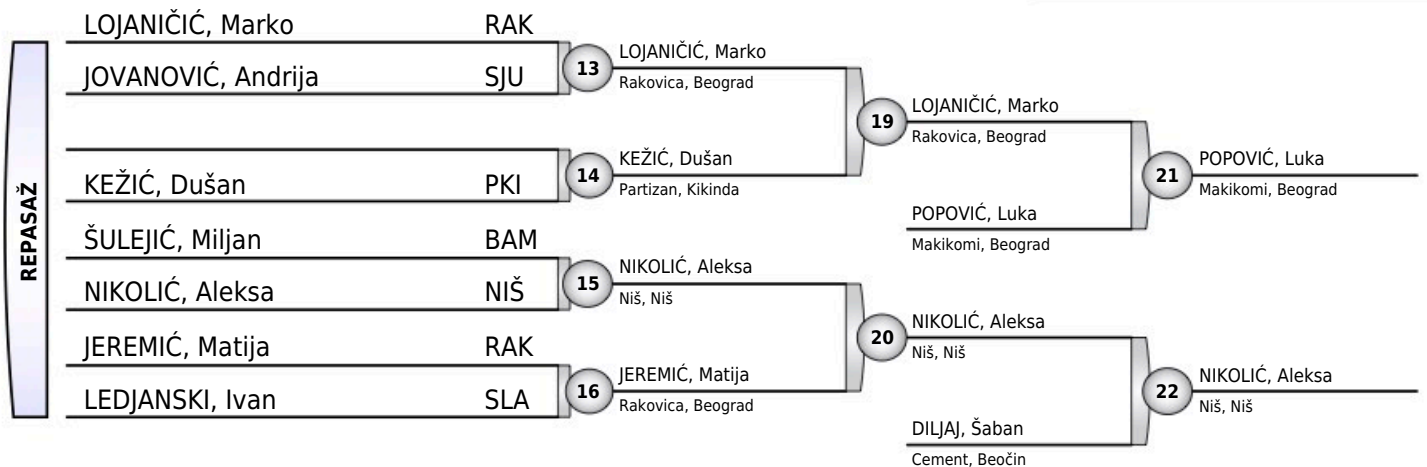 REPASAŽ
LOJANIČIĆ, Marko RAK
JOVANOVIĆ, Andrija SJU
KEŽIĆ, Dušan PKI
ŠULEJIĆ, Miljan BAM
NIKOLIĆ, Aleksa NIŠ
JEREMIĆ, Matija RAK
LEDJANSKI, Ivan SLA
13
LOJANIČIĆ, Marko
Rakovica, Beograd
14
KEŽIĆ, Dušan
Partizan, Kikinda
15
NIKOLIĆ, Aleksa
Niš, Niš
16
JEREMIĆ, Matija
Rakovica, Beograd
19
LOJANIČIĆ, Marko
Rakovica, Beograd
POPOVIĆ, Luka
Makikomi, Beograd
20
NIKOLIĆ, Aleksa
Niš, Niš
DILJAJ, Šaban
Cement, Beočin
21
POPOVIĆ, Luka
Makikomi, Beograd
22
NIKOLIĆ, Aleksa
Niš, Niš